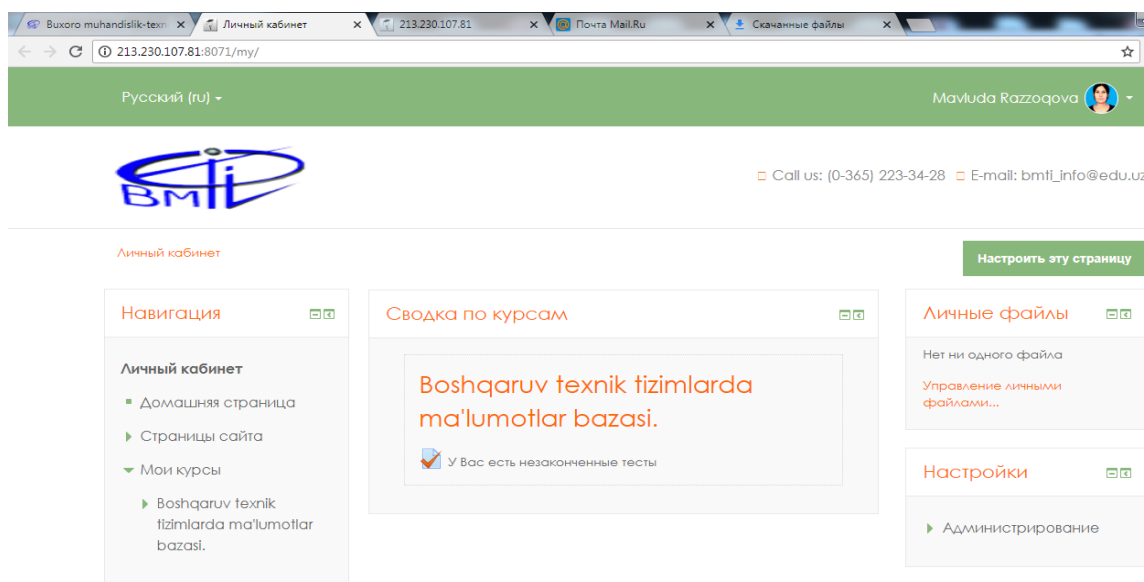 Buxoro muhandislik-texn
Личный кабинет
213.230.107.81
Почта Mail.Ru
Скачанные файлы
213.230.107.81:8071/my/
Русский (ru)
Mavluda Razzoqova
BMTI
Call us: (0-365) 223-34-28
E-mail: bmti_info@edu.uz
Личный кабинет
Настроить эту страницу
Навигация
Личный кабинет
Домашняя страница
Страницы сайта
Мои курсы
Boshqaruv texnik
tizimlarda ma'lumotlar
bazasi.
Сводка по курсам
Boshqaruv texnik tizimlarda
ma'lumotlar bazasi.
У Вас есть незаконченные тесты
Личные файлы
Нет ни одного файла
Управление личными
файлами...
Настройки
Администрирование